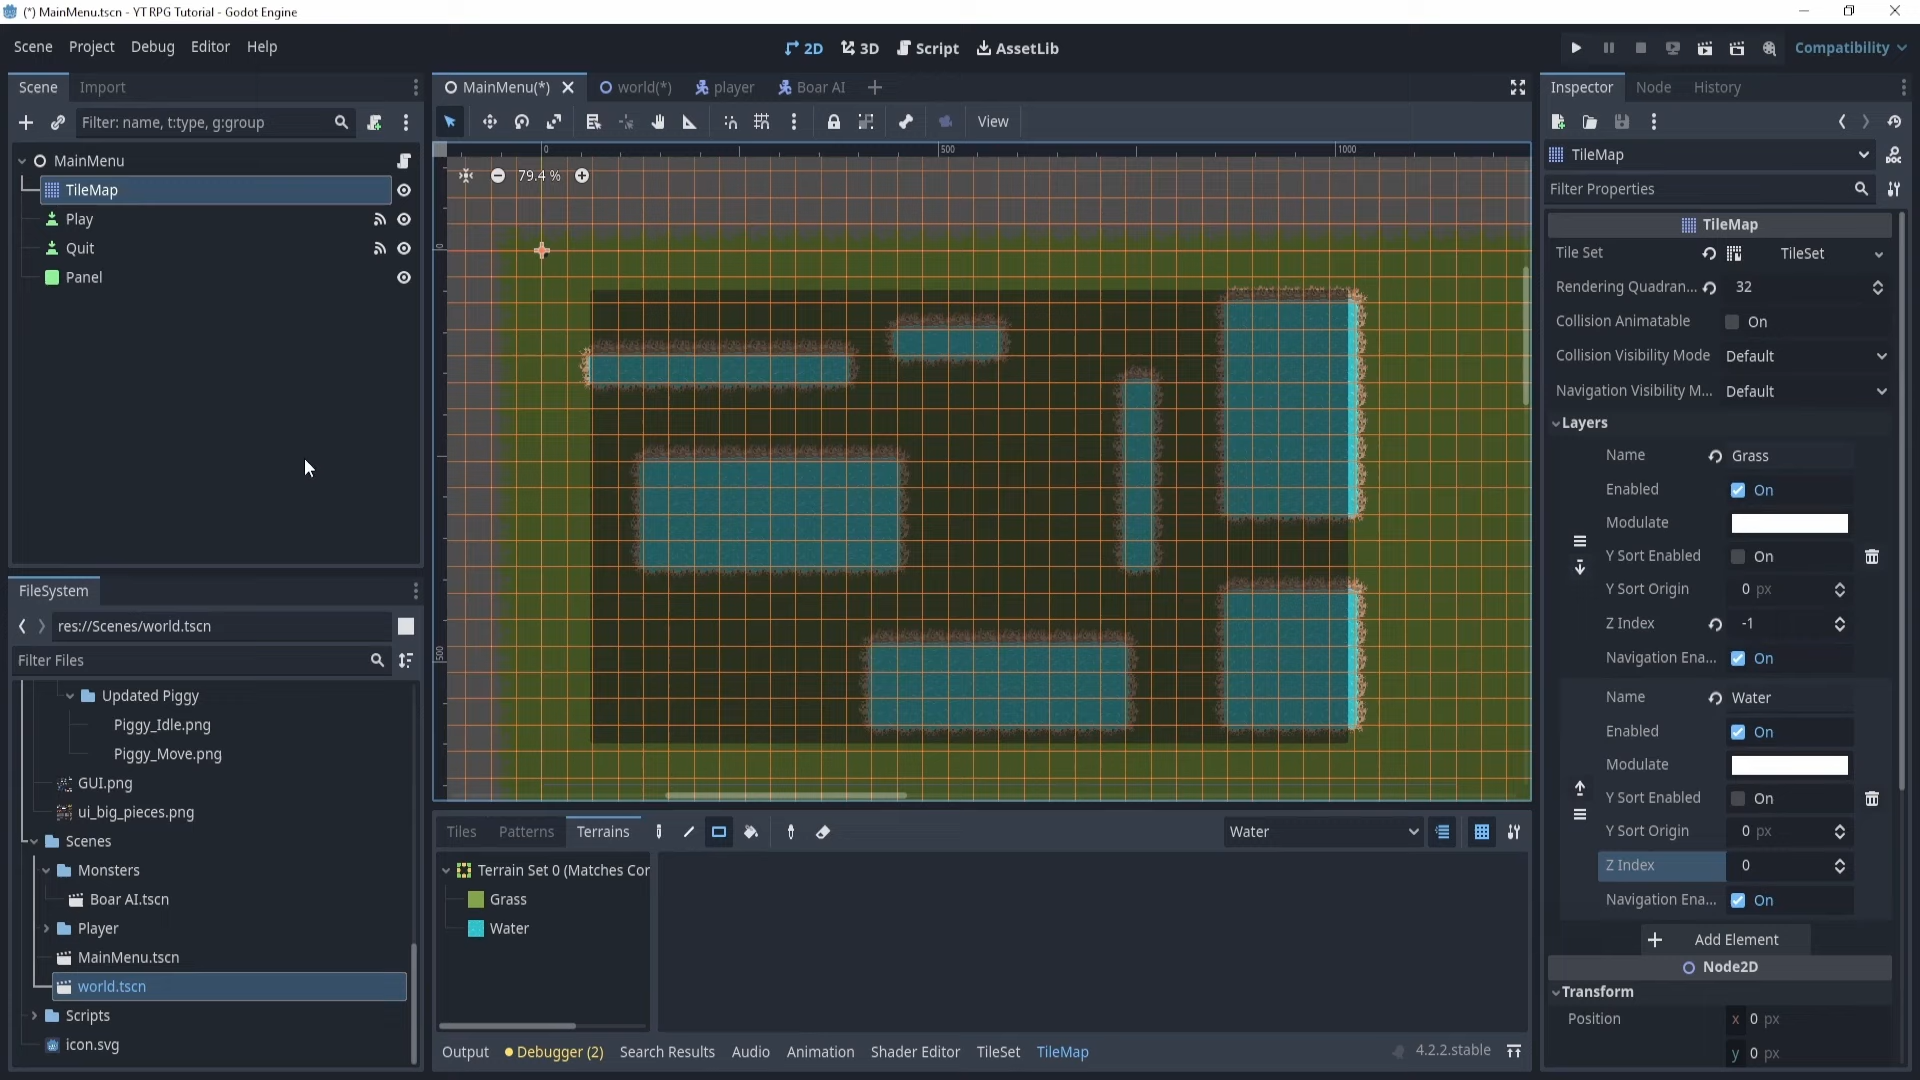 (*) MainMenu.tscn - YT RPG Tutorial - Godot Engine
Scene Project Debug Editor Help
2D 3D Script AssetLib
Compatibility
Scene Import
MainMenu(*) world(*) player Boar AI
Inspector Node History
Filter: name, t:type, g:group
View
MainMenu
TileMap
Play
Quit
Panel
0 500 1000
79.4 %
0
500
TileMap
Filter Properties
TileMap
Tile Set TileSet
Rendering Quadran... 32
Collision Animatable On
Collision Visibility Mode Default
Navigation Visibility M... Default
Layers
Name Grass
Enabled On
Modulate
Y Sort Enabled On
Y Sort Origin 0 px
Z Index -1
Navigation Ena... On
Name Water
Enabled On
Modulate
Y Sort Enabled On
Y Sort Origin 0 px
Z Index 0
Navigation Ena... On
Add Element
Node2D
Transform
Position x 0 px
y 0 px
FileSystem
res://Scenes/world.tscn
Filter Files
Updated Piggy
Piggy_Idle.png
Piggy_Move.png
GUI.png
ui_big_pieces.png
Scenes
Monsters
Boar AI.tscn
Player
MainMenu.tscn
world.tscn
Scripts
icon.svg
Tiles Patterns Terrains
Water
Terrain Set 0 (Matches Cor
Grass
Water
Output Debugger (2) Search Results Audio Animation Shader Editor TileSet TileMap
4.2.2.stable